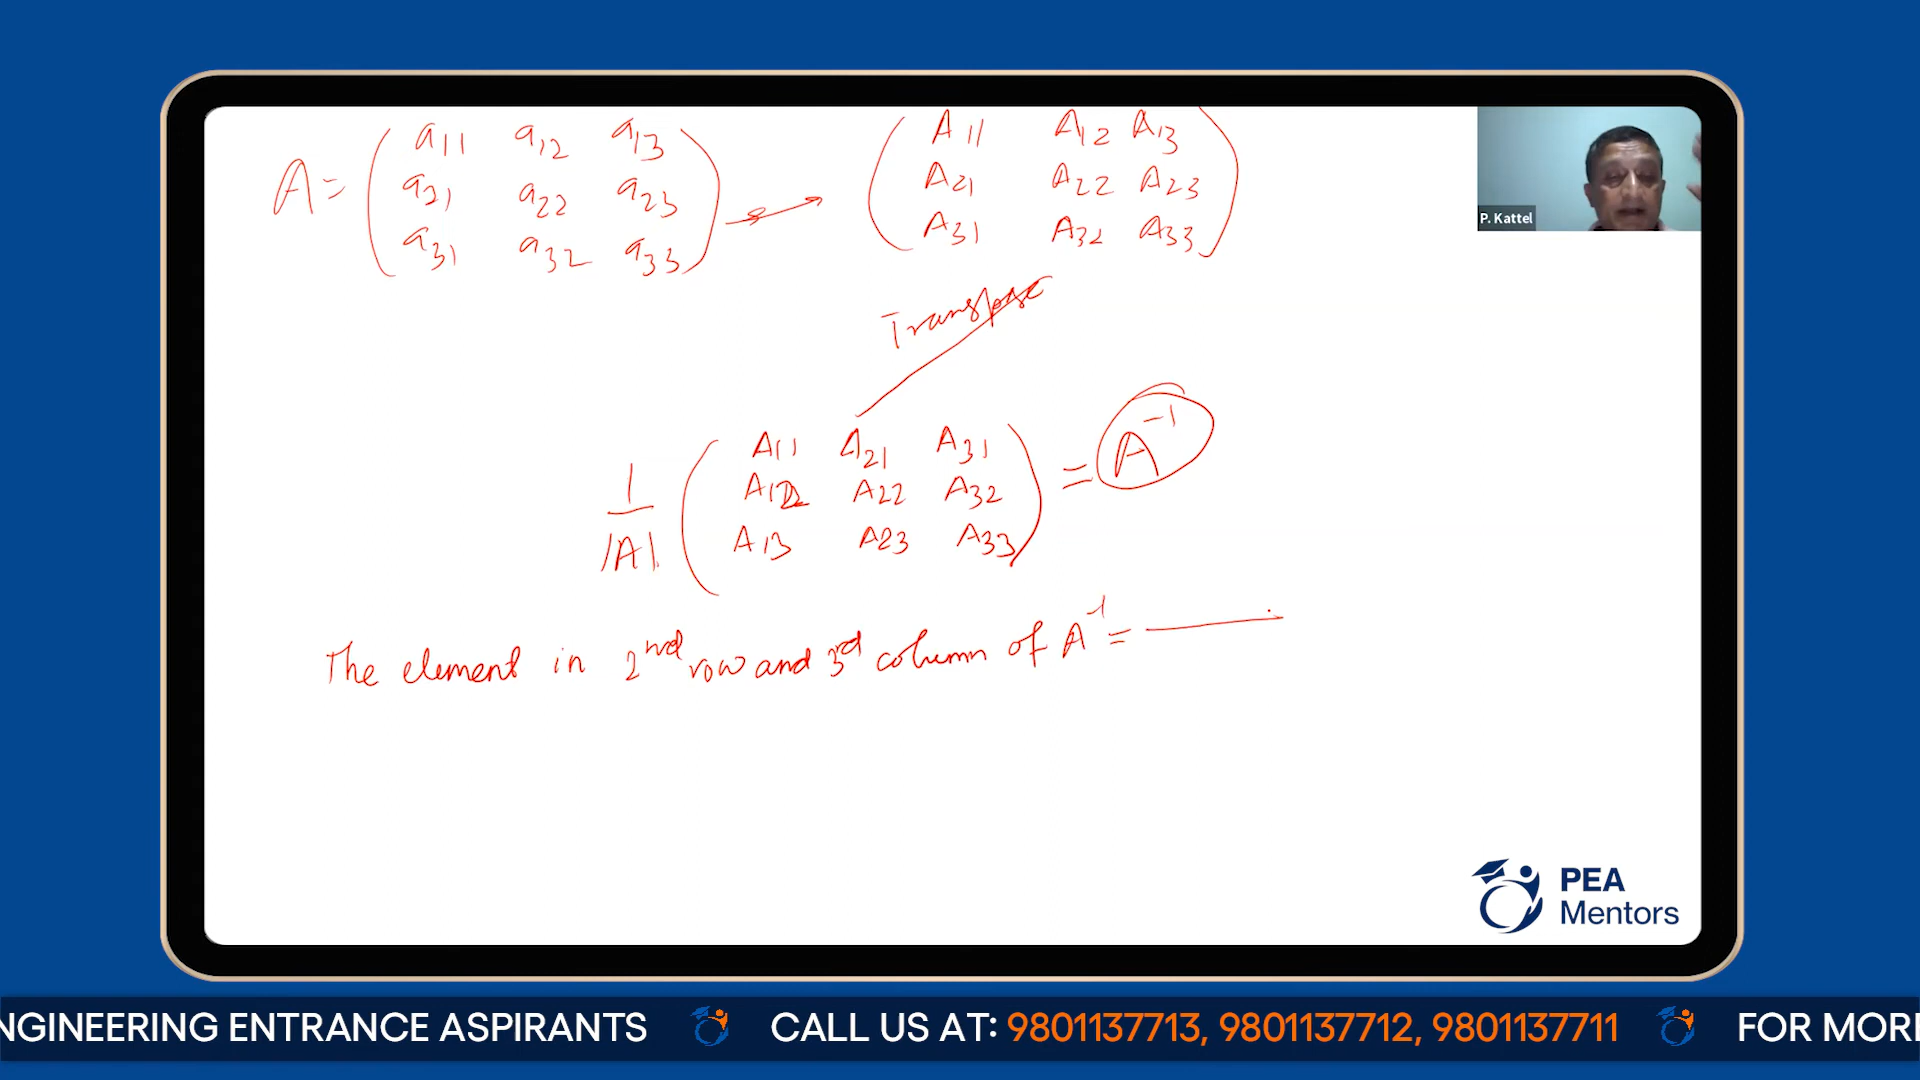 A = ( a11 a12 a13
a21 a22 a23
a31 a32 a33 )
( A11 A12 A13
A21 A22 A23
A31 A32 A33 )
P. Kattel
Transpose
1/|A| ( A11 A21 A31
A12 A22 A32
A13 A23 A33 ) = A⁻¹
The element in 2nd row and 3rd column of A⁻¹ = ———
PEA
Mentors
NGINEERING ENTRANCE ASPIRANTS CALL US AT: 9801137713, 9801137712, 9801137711 FOR MORE